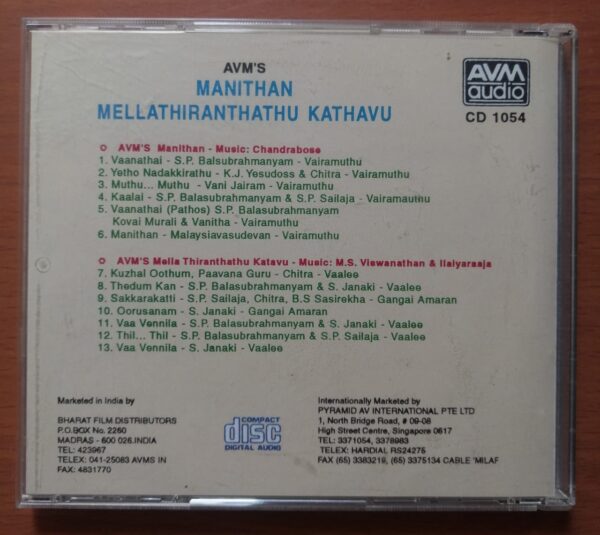 AVM'S
MANITHAN
MELLATHIRANTHATHU KATHAVU
AVM
audio
CD 1054
AVM'S Manithan - Music: Chandrabose
1. Vaanathai - S.P. Balsubrahmanyam - Vairamuthu
2. Yetho Nadakkirathu - K.J. Yesudoss & Chitra - Vairamuthu
3. Muthu... Muthu - Vani Jairam - Vairamuthu
4. Kaalai - S.P. Balasubrahmanyam & S.P. Sailaja - Vairamauthu
5. Vaanathai (Pathos) S.P. Balasubrahmanyam
Kovai Murali & Vanitha - Vairamuthu
6. Manithan - Malaysiavasudevan - Vairamuthu
AVM'S Mella Thiranthathu Katavu - Music: M.S. Viewanathan & Ilaiyaraaja
7. Kuzhal Oothum, Paavana Guru - Chitra - Vaalee
8. Thedum Kan - S.P. Balasubrahmanyam & S. Janaki - Vaalee
9. Sakkarakatti - S.P. Sailaja, Chitra, B.S Sasirekha - Gangai Amaran
10. Oorusanam - S. Janaki - Gangai Amaran
11. Vaa Vennila - S.P. Balasubrahmanyam & S. Janaki - Vaalee
12. Thil... Thil - S.P. Balasubrahmanyam & S.P. Sailaja - Vaalee
13. Vaa Vennila - S. Janaki - Vaalee
Marketed in India by
BHARAT FILM DISTRIBUTORS
P.O.BOX No. 2260
MADRAS - 600 026.INDIA
TEL: 423967
TELEX: 041-25083 AVMS IN
FAX: 4831770
COMPACT
disc
DIGITAL AUDIO
Internationally Marketed by
PYRAMID AV INTERNATIONAL PTE LTD
1, North Bridge Road, # 09-08
High Street Centre, Singapore 0617
TEL: 3371054, 3378983
TELEX: HARDIAL RS24275
FAX (65) 3383219, (65) 3375134 CABLE 'MILAF